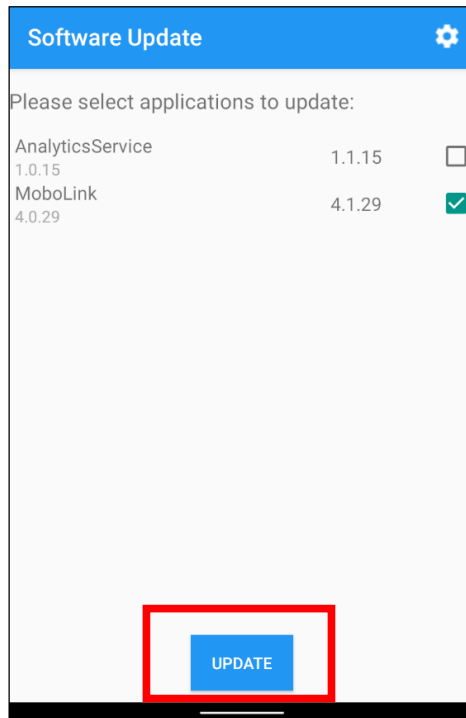 Software Update
Please select applications to update:
AnalyticsService
1.0.15
1.1.15
MoboLink
4.0.29
4.1.29
UPDATE